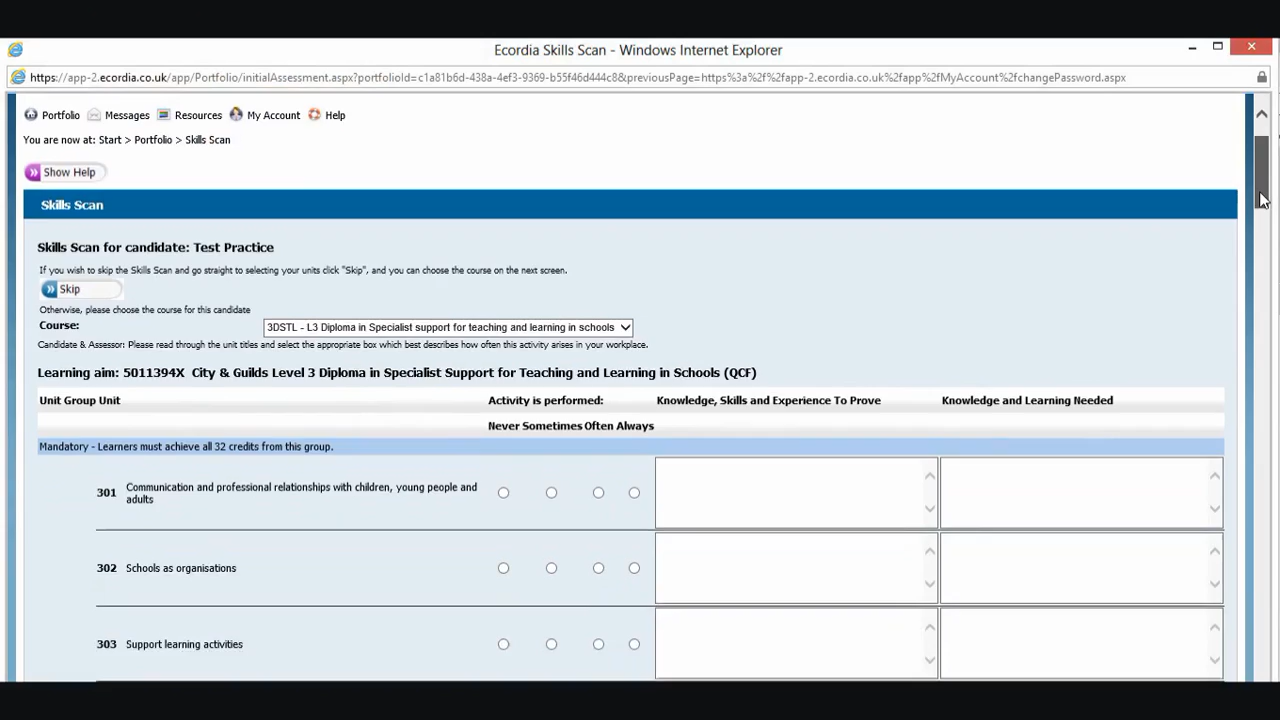 Ecordia Skills Scan - Windows Internet Explorer
https://app-2.ecordia.co.uk/app/Portfolio/initialAssessment.aspx?portfolioId=c1a81b6d-438a-4ef3-9369-b55f46d444c8&previousPage=https%3a%2f%2fapp-2.ecordia.co.uk%2fapp%2fMyAccount%2fchangePassword.aspx
Portfolio Messages Resources My Account Help
You are now at: Start > Portfolio > Skills Scan
Show Help
Skills Scan
Skills Scan for candidate: Test Practice
If you wish to skip the Skills Scan and go straight to selecting your units click "Skip", and you can choose the course on the next screen.
Skip
Otherwise, please choose the course for this candidate
Course: 3DSTL - L3 Diploma in Specialist support for teaching and learning in schools
Candidate & Assessor: Please read through the unit titles and select the appropriate box which best describes how often this activity arises in your workplace.
Learning aim: 5011394X City & Guilds Level 3 Diploma in Specialist Support for Teaching and Learning in Schools (QCF)
Unit Group Unit Activity is performed: Knowledge, Skills and Experience To Prove Knowledge and Learning Needed
Never Sometimes Often Always
Mandatory - Learners must achieve all 32 credits from this group.
301 Communication and professional relationships with children, young people and
adults
302 Schools as organisations
303 Support learning activities